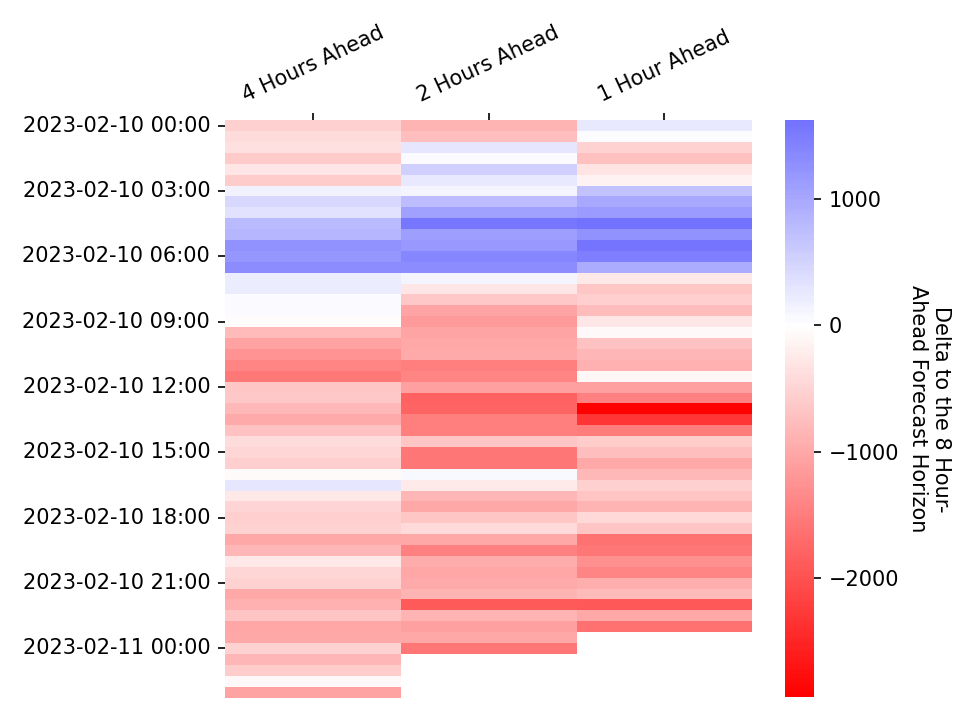 4 Hours Ahead
2 Hours Ahead
1 Hour Ahead
2023-02-10 00:00
2023-02-10 03:00
2023-02-10 06:00
2023-02-10 09:00
2023-02-10 12:00
2023-02-10 15:00
2023-02-10 18:00
2023-02-10 21:00
2023-02-11 00:00
1000
0
−1000
−2000
Delta to the 8 Hour-
Ahead Forecast Horizon